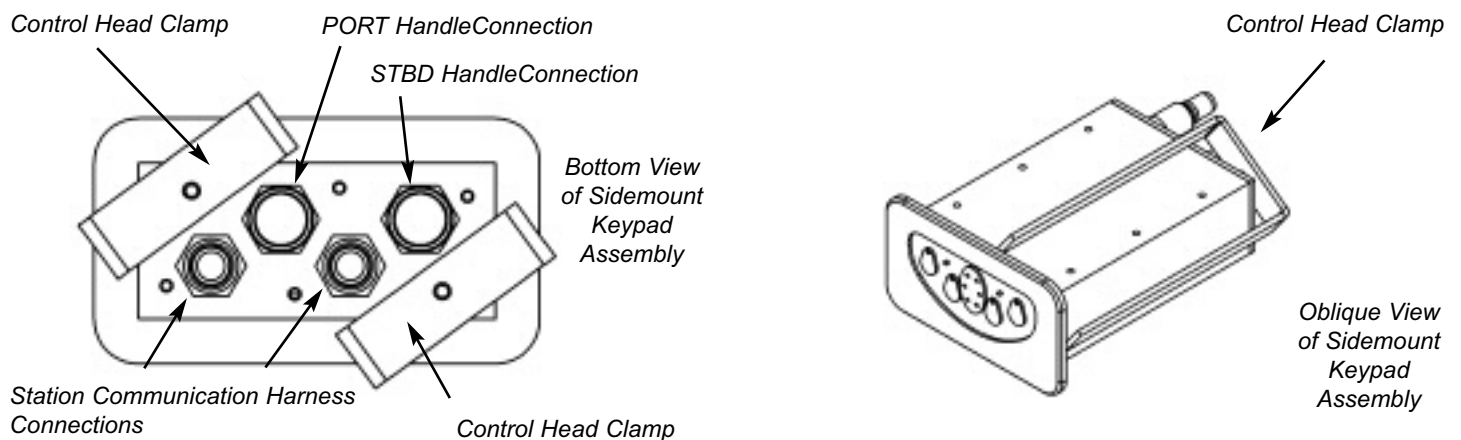 Control Head Clamp
PORT HandleConnection
STBD HandleConnection
Bottom View
of Sidemount
Keypad
Assembly
Station Communication Harness
Connections
Control Head Clamp
Control Head Clamp
Oblique View
of Sidemount
Keypad
Assembly